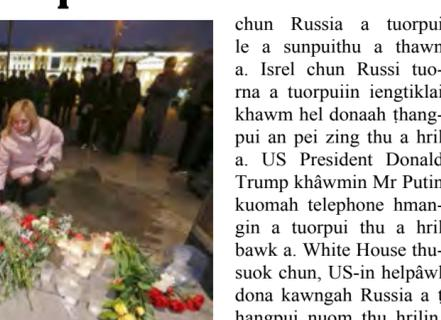 chun Russia a tuorpui
le a sunpuithu a thawn
a. Isrel chun Russi tuo-
rna a tuorpuiin iengtiklai
khawm hel donaah ṭhang-
pui an pei zing thu a hril
a. US President Donald
Trump khâwmin Mr Putin
kuomah telephone hman-
gin a tuorpui thu a hril
bawk a. White House thu-
suok chun, US-in helpâwl
dona kawngah Russia a ṭ
hangpui nuom thu hrilin